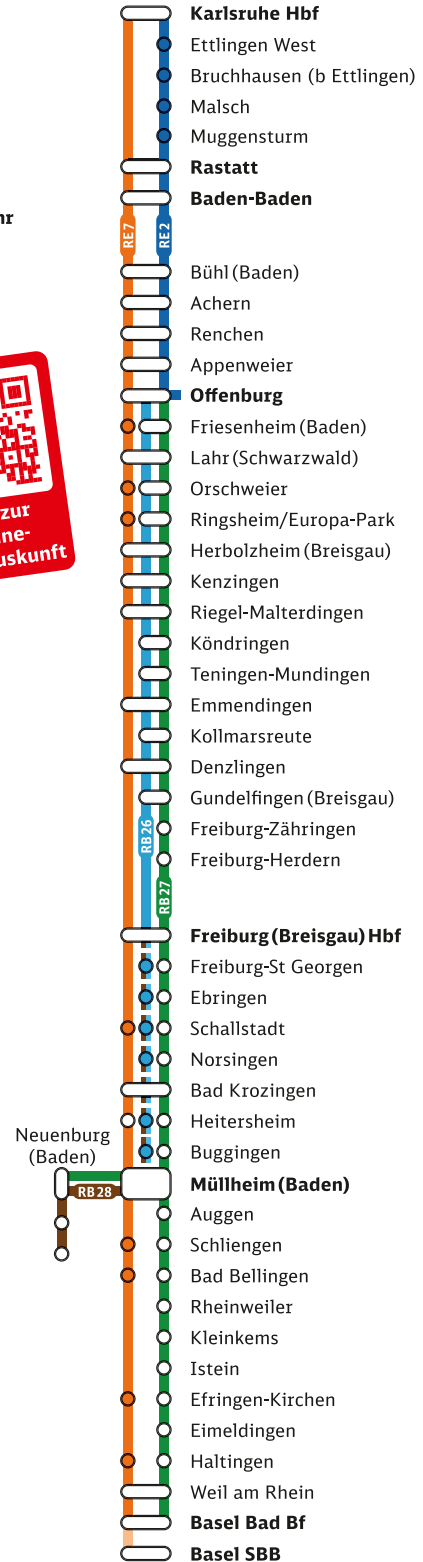 Karlsruhe Hbf
Ettlingen West
Bruchhausen (b Ettlingen)
Malsch
Muggensturm
Rastatt
Baden-Baden
hr
RE 7
RE 2
Bühl (Baden)
Achern
Renchen
Appenweier
Offenburg
Friesenheim (Baden)
Lahr (Schwarzwald)
Orschweier
Ringsheim/Europa-Park
zur
ne-
uskunft
Herbolzheim (Breisgau)
Kenzingen
Riegel-Malterdingen
Köndringen
Teningen-Mundingen
Emmendingen
Kollmarsreute
Denzlingen
Gundelfingen (Breisgau)
RB 26
Freiburg-Zähringen
Freiburg-Herdern
RB 27
Freiburg (Breisgau) Hbf
Freiburg-St Georgen
Ebringen
Schallstadt
Norsingen
Bad Krozingen
Heitersheim
Neuenburg
(Baden)
Buggingen
RB 28
Müllheim (Baden)
Auggen
Schliengen
Bad Bellingen
Rheinweiler
Kleinkems
Istein
Efringen-Kirchen
Eimeldingen
Haltingen
Weil am Rhein
Basel Bad Bf
Basel SBB